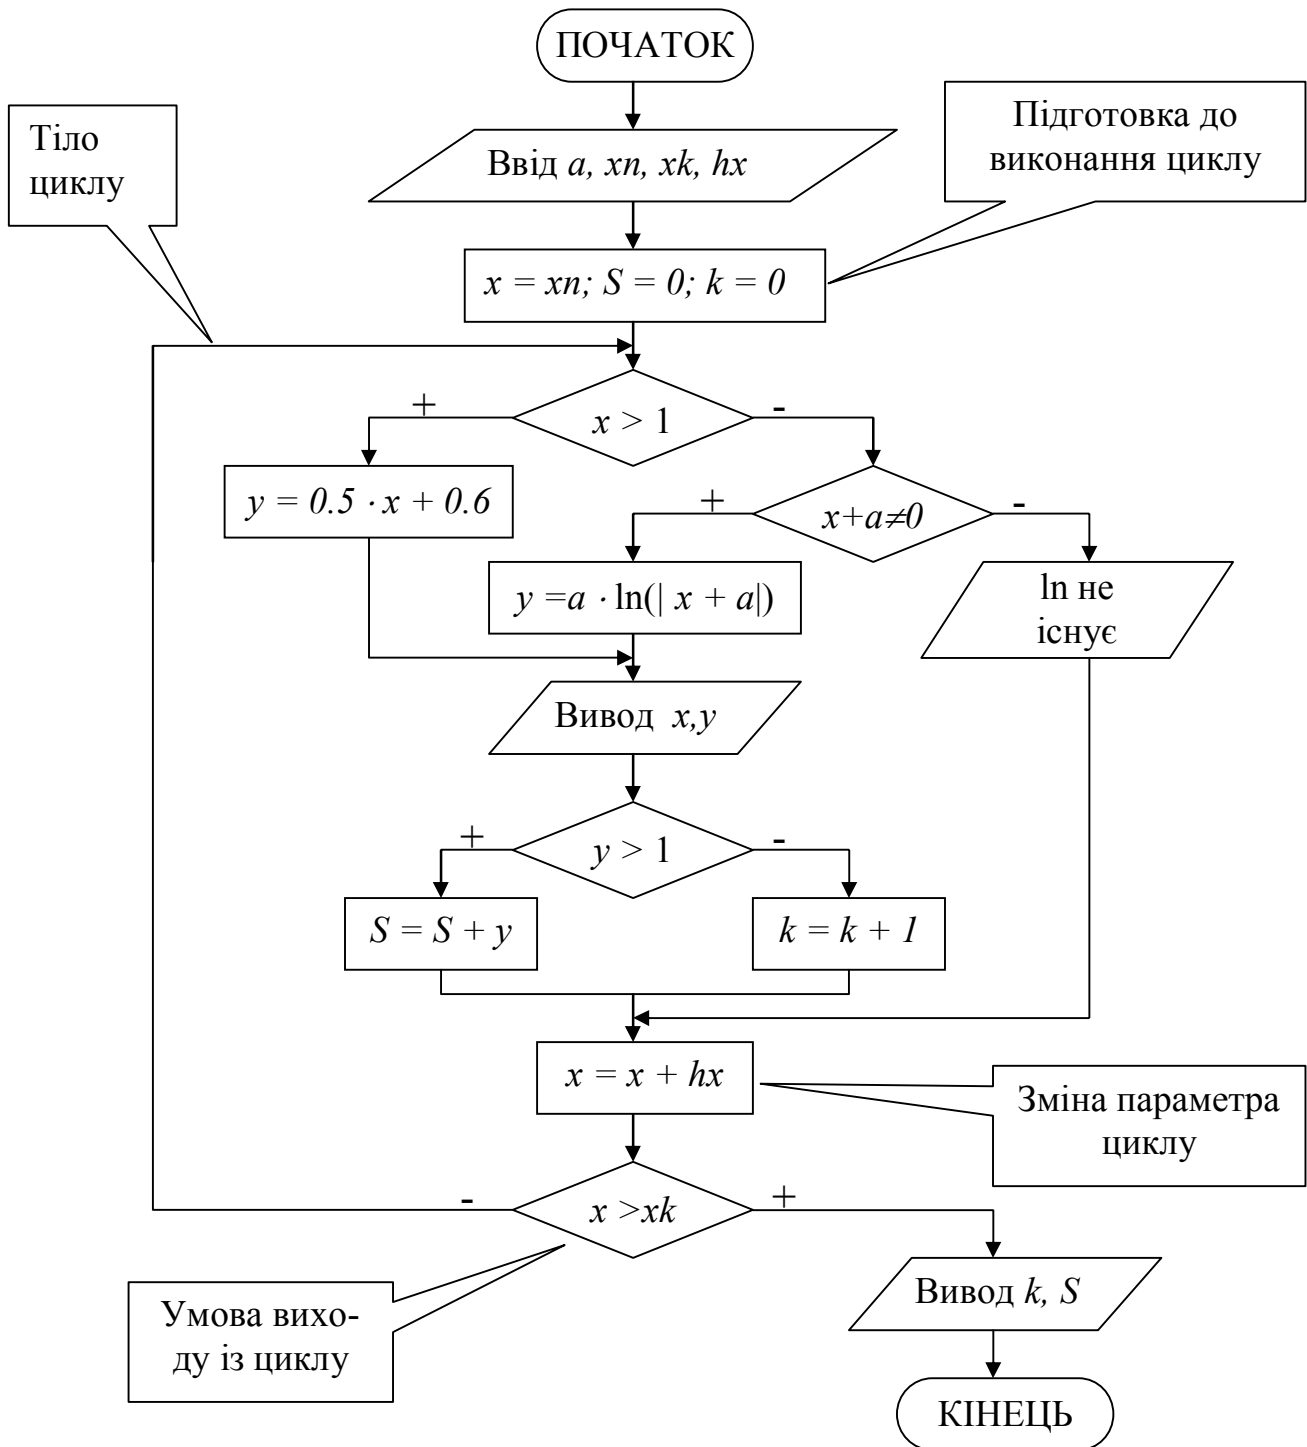 ПОЧАТОК
Тіло
циклу
Підготовка до
виконання циклу
Ввід a, xn, xk, hx
x = xn; S = 0; k = 0
+
x > 1
-
y = 0.5 · x + 0.6
+
x+a≠0
-
y =a · ln(| x + a|)
ln не
існує
Вивод x,y
+
y > 1
-
S = S + y
k = k + 1
x = x + hx
Зміна параметра
циклу
-
x >xk
+
Умова вихо-
ду із циклу
Вивод k, S
КІНЕЦЬ